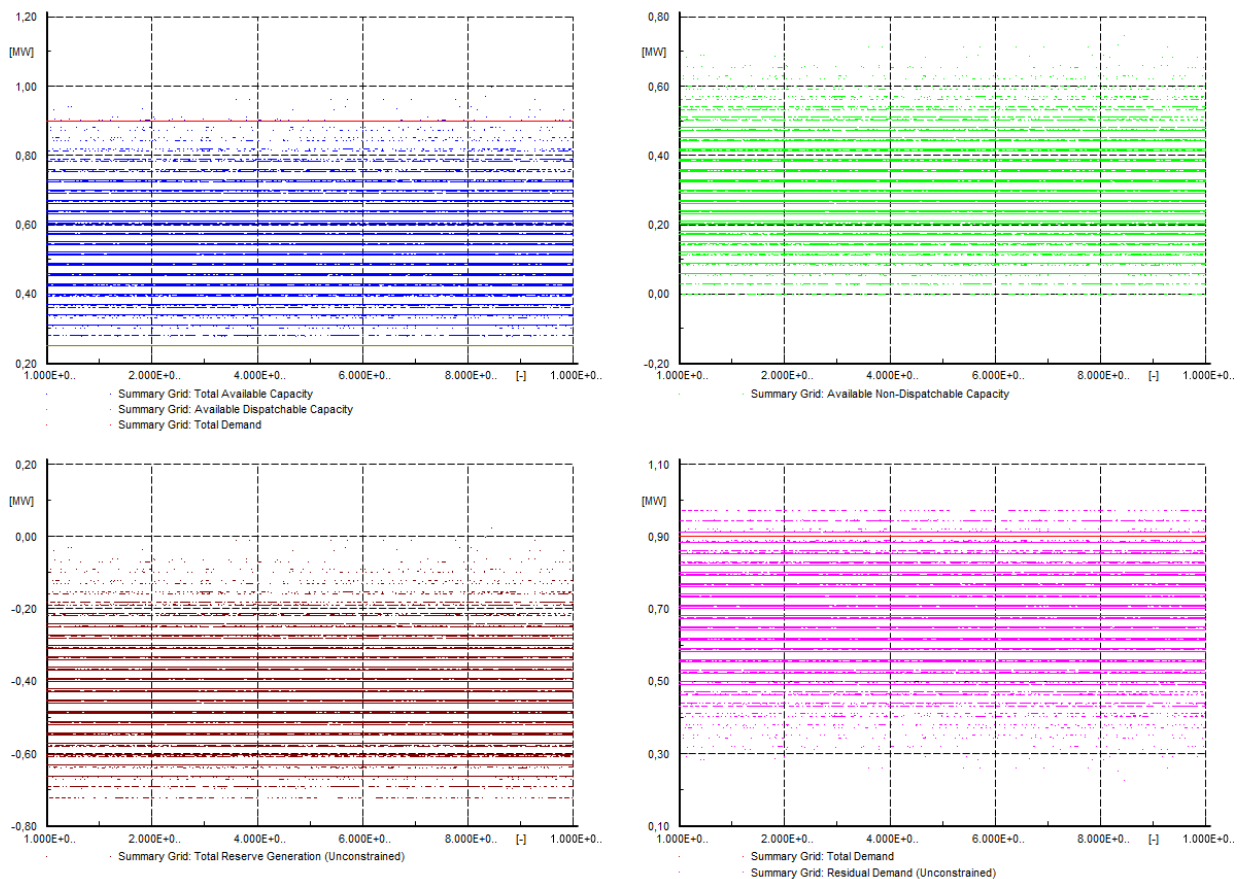 1,20
[MW]
1,00
0,80
0,60
0,40
0,20
1.000E+0.. 2.000E+0.. 4.000E+0.. 6.000E+0.. 8.000E+0.. [-] 1.000E+0..
Summary Grid: Total Available Capacity
Summary Grid: Available Dispatchable Capacity
Summary Grid: Total Demand
0,80
[MW]
0,60
0,40
0,20
0,00
-0,20
1.000E+0.. 2.000E+0.. 4.000E+0.. 6.000E+0.. 8.000E+0.. [-] 1.000E+0..
Summary Grid: Available Non-Dispatchable Capacity
0,20
[MW]
0,00
-0,20
-0,40
-0,60
-0,80
1.000E+0.. 2.000E+0.. 4.000E+0.. 6.000E+0.. 8.000E+0.. [-] 1.000E+0..
Summary Grid: Total Reserve Generation (Unconstrained)
1,10
[MW]
0,90
0,70
0,50
0,30
0,10
1.000E+0.. 2.000E+0.. 4.000E+0.. 6.000E+0.. 8.000E+0.. [-] 1.000E+0..
Summary Grid: Total Demand
Summary Grid: Residual Demand (Unconstrained)